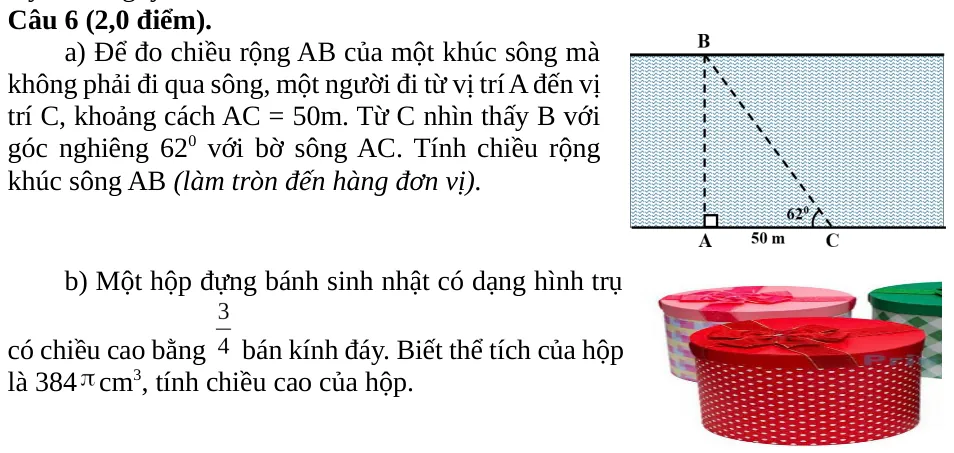 Câu 6 (2,0 điểm).
a) Để đo chiều rộng AB của một khúc sông mà
không phải đi qua sông, một người đi từ vị trí A đến vị
trí C, khoảng cách AC = 50m. Từ C nhìn thấy B với
góc nghiêng 62⁰ với bờ sông AC. Tính chiều rộng
khúc sông AB (làm tròn đến hàng đơn vị).
B
62⁰
A 50 m C
b) Một hộp đựng bánh sinh nhật có dạng hình trụ
có chiều cao bằng 3/4 bán kính đáy. Biết thể tích của hộp
là 384π cm³, tính chiều cao của hộp.